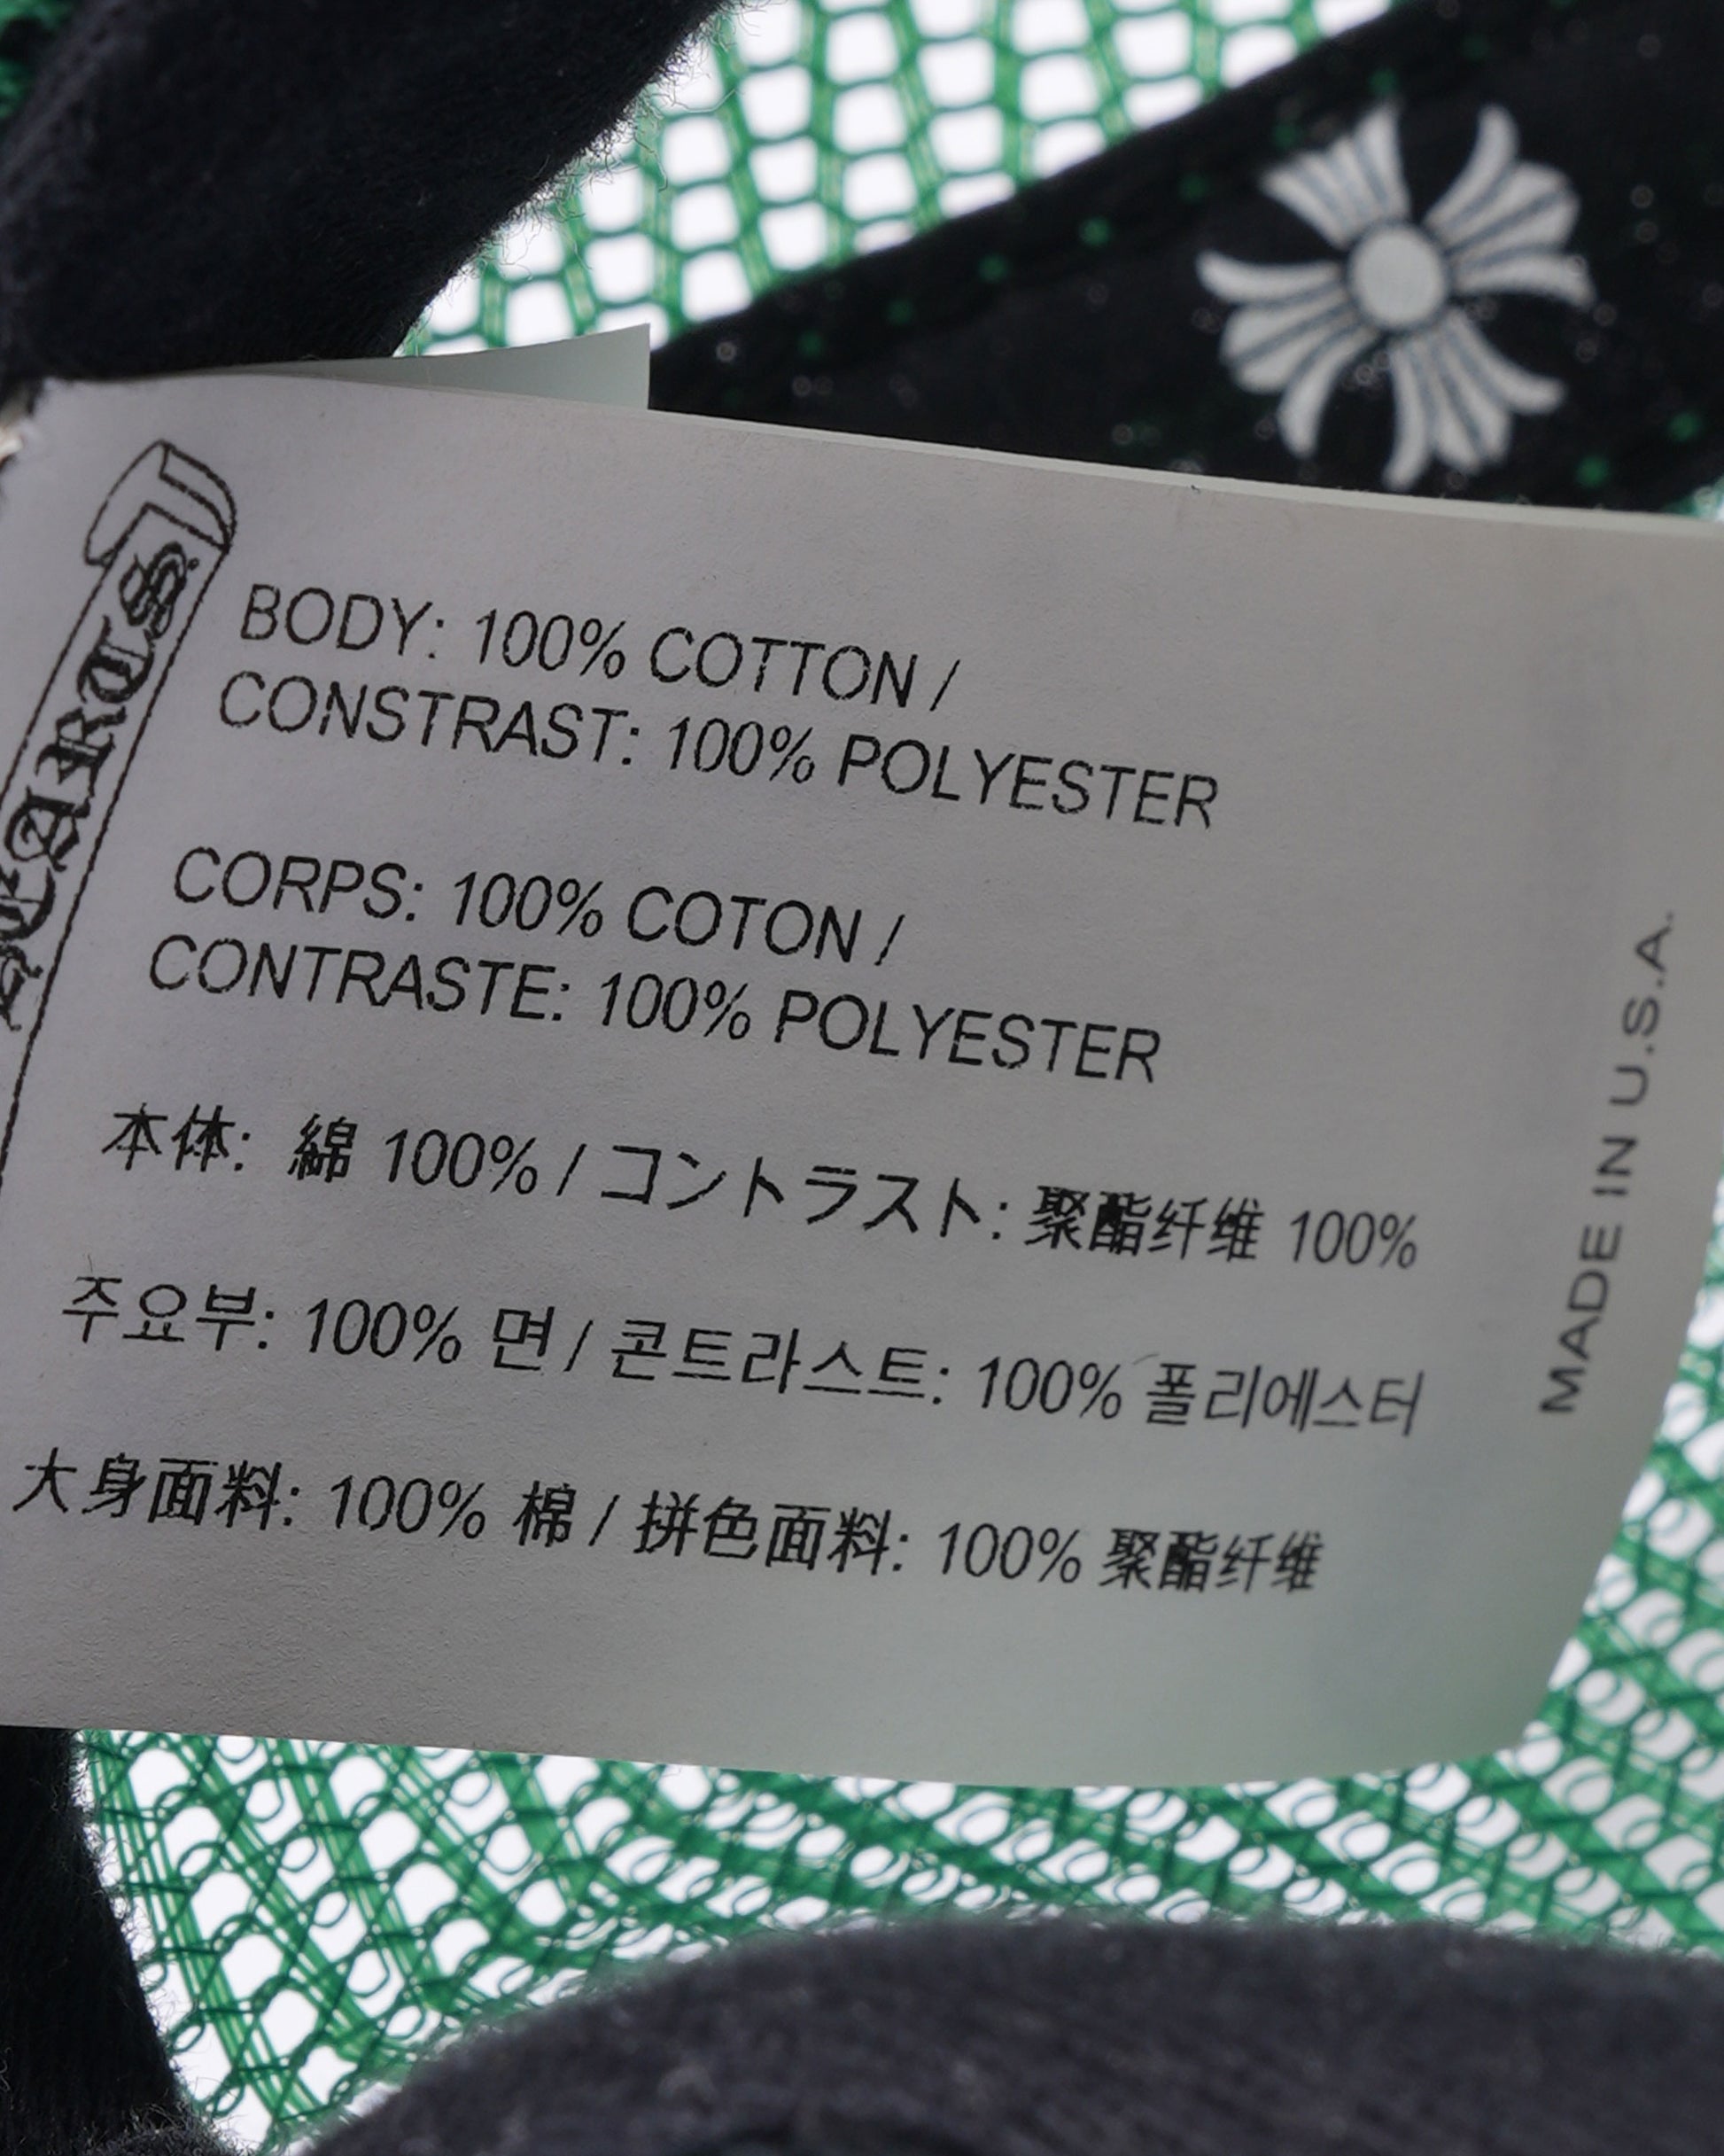 BODY: 100% COTTON /
CONSTRAST: 100% POLYESTER
CORPS: 100% COTON /
CONTRASTE: 100% POLYESTER
本体: 綿 100% / コントラスト: 聚酯纤维 100%
주요부: 100% 면 / 콘트라스트: 100% 폴리에스터
大身面料: 100% 棉 / 拼色面料: 100% 聚酯纤维
MADE IN U.S.A.